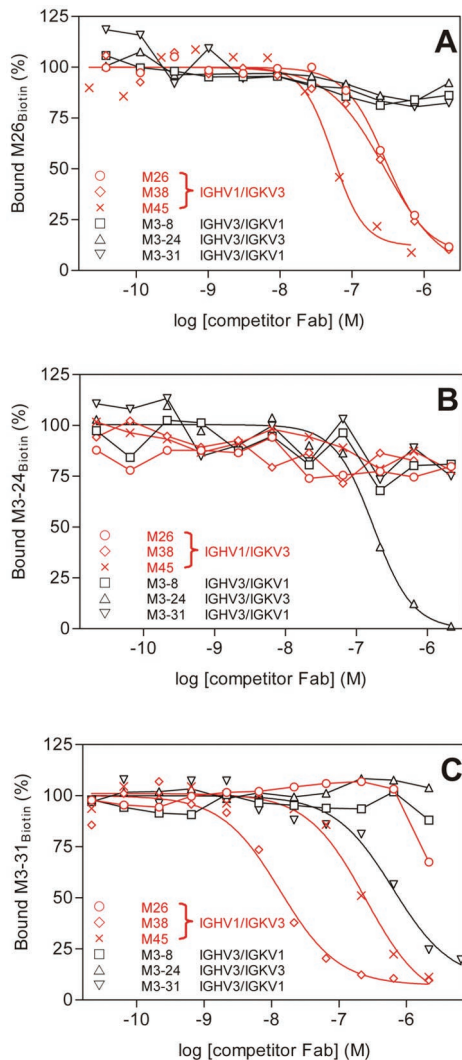 A
Bound M26Biotin (%)
125
100
75
50
25
0
M26
M38 IGHV1/IGKV3
M45
M3-8 IGHV3/IGKV1
M3-24 IGHV3/IGKV3
M3-31 IGHV3/IGKV1
-10 -9 -8 -7 -6
log [competitor Fab] (M)
B
Bound M3-24Biotin (%)
125
100
75
50
25
0
M26
M38 IGHV1/IGKV3
M45
M3-8 IGHV3/IGKV1
M3-24 IGHV3/IGKV3
M3-31 IGHV3/IGKV1
-10 -9 -8 -7 -6
log [competitor Fab] (M)
C
Bound M3-31Biotin (%)
125
100
75
50
25
0
M26
M38 IGHV1/IGKV3
M45
M3-8 IGHV3/IGKV1
M3-24 IGHV3/IGKV3
M3-31 IGHV3/IGKV1
-10 -9 -8 -7 -6
log [competitor Fab] (M)